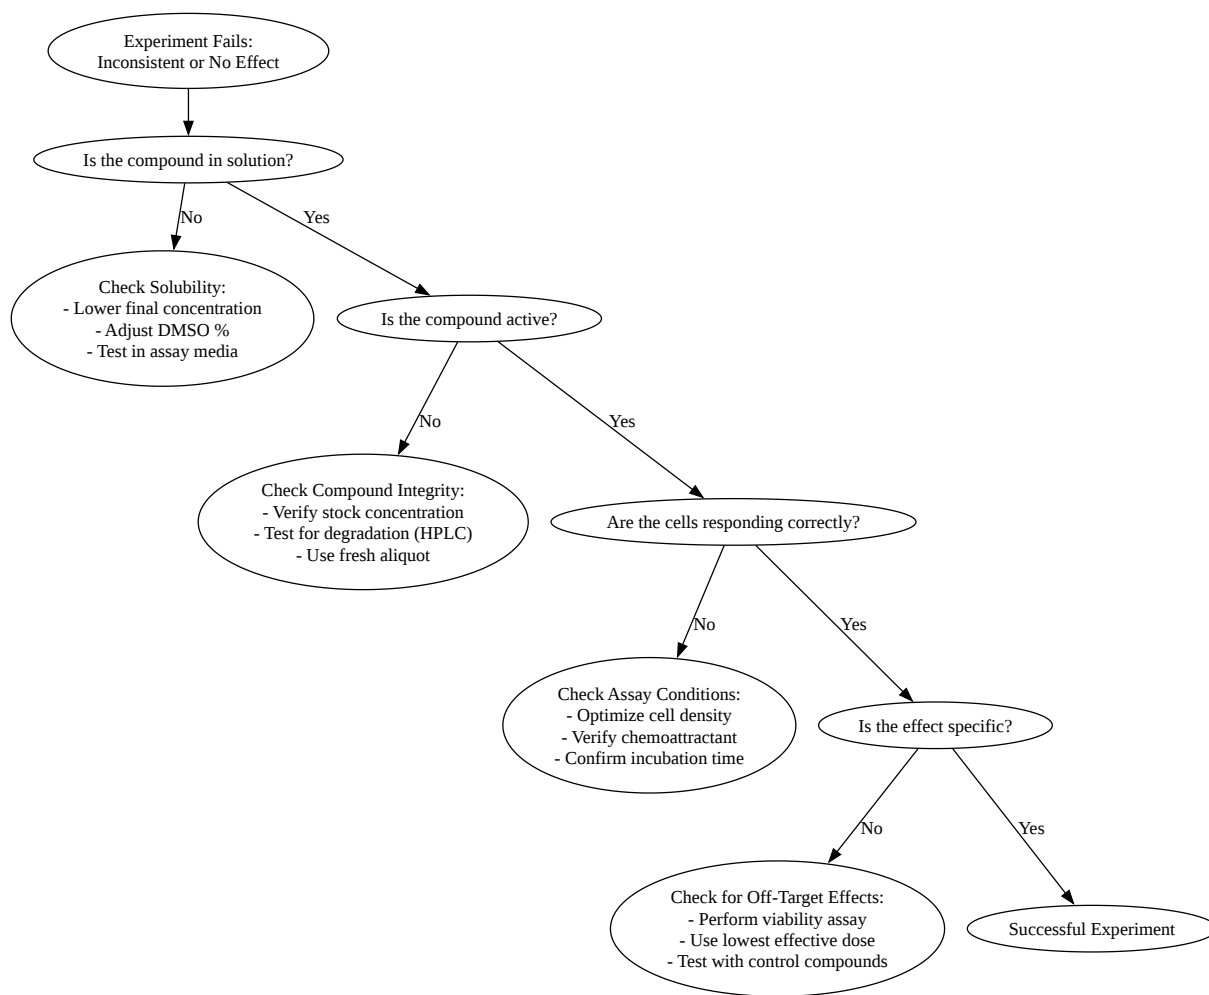 Experiment Fails:
Inconsistent or No Effect
Is the compound in solution?
No
Yes
Check Solubility:
- Lower final concentration
- Adjust DMSO %
- Test in assay media
Is the compound active?
No
Yes
Check Compound Integrity:
- Verify stock concentration
- Test for degradation (HPLC)
- Use fresh aliquot
Are the cells responding correctly?
No
Yes
Check Assay Conditions:
- Optimize cell density
- Verify chemoattractant
- Confirm incubation time
Is the effect specific?
No
Yes
Check for Off-Target Effects:
- Perform viability assay
- Use lowest effective dose
- Test with control compounds
Successful Experiment